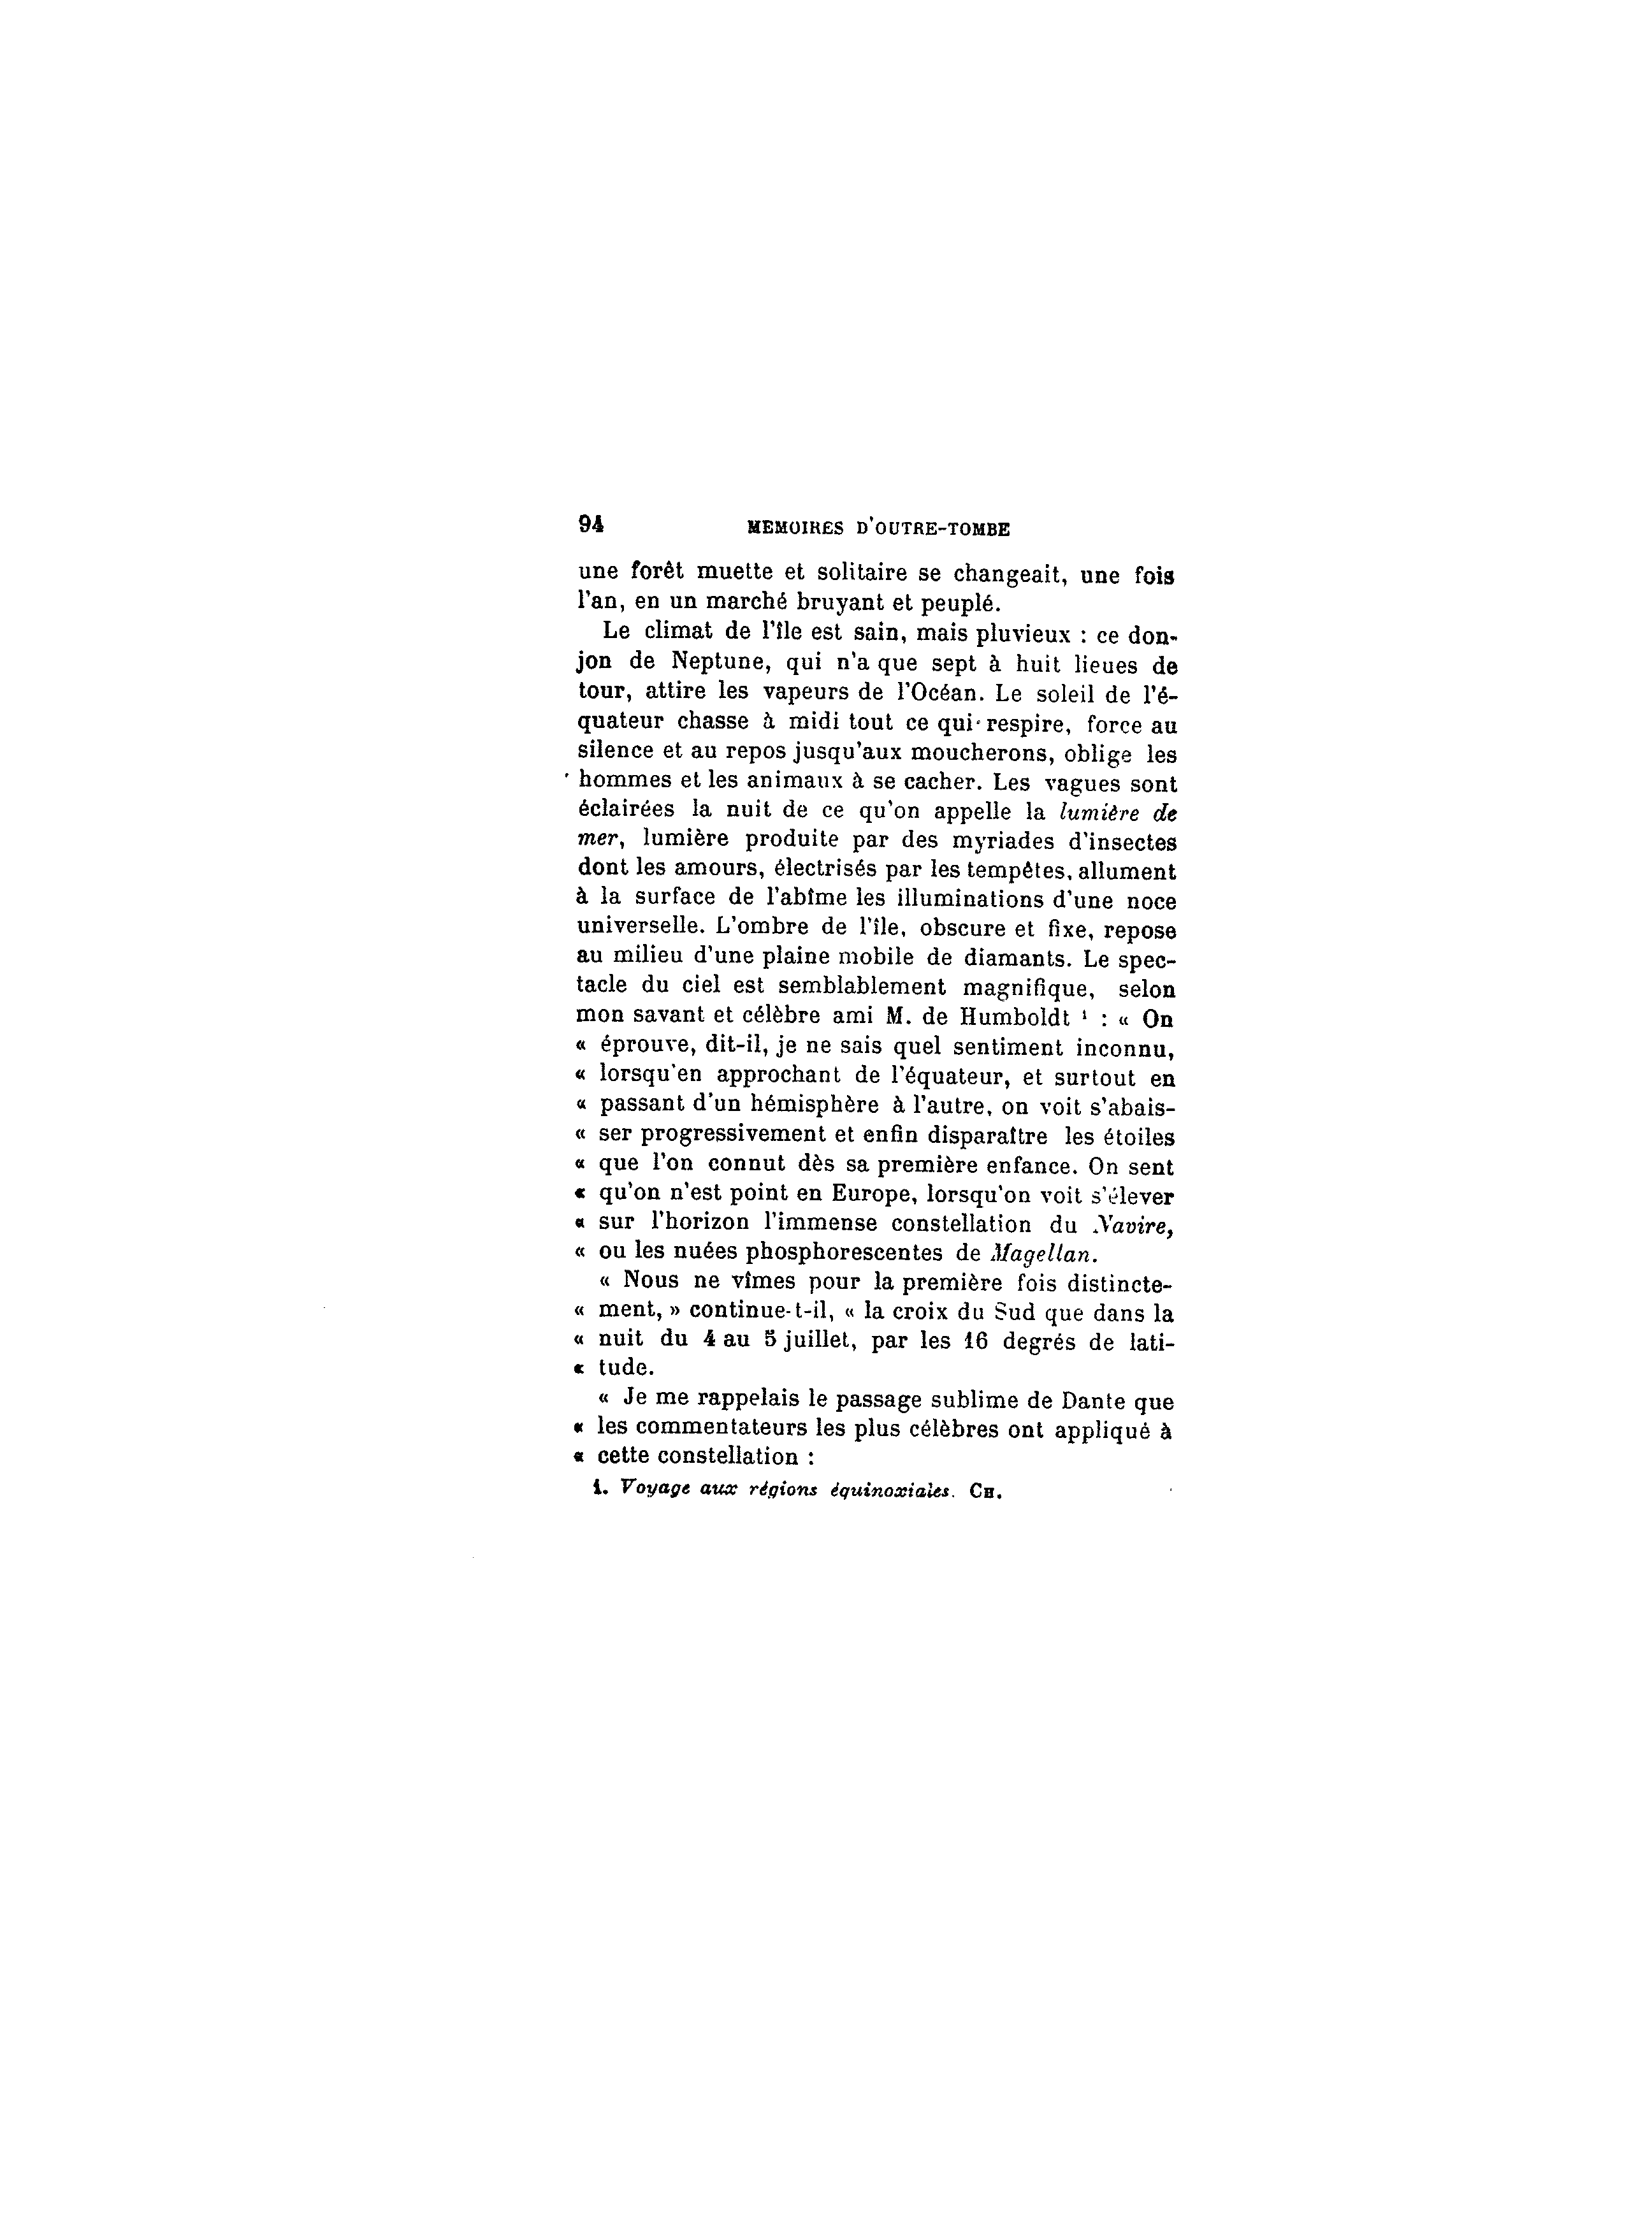 94 MEMOIRES D'OUTRE-TOMBE
une forêt muette et solitaire se changeait, une fois
l'an, en un marché bruyant et peuplé.
Le climat de l'île est sain, mais pluvieux : ce don-
jon de Neptune, qui n'a que sept à huit lieues de
tour, attire les vapeurs de l'Océan. Le soleil de l'é-
quateur chasse à midi tout ce qui respire, force au
silence et au repos jusqu'aux moucherons, oblige les
hommes et les animaux à se cacher. Les vagues sont
éclairées la nuit de ce qu'on appelle la lumière de
mer, lumière produite par des myriades d'insectes
dont les amours, électrisés par les tempêtes, allument
à la surface de l'abîme les illuminations d'une noce
universelle. L'ombre de l'île, obscure et fixe, repose
au milieu d'une plaine mobile de diamants. Le spec-
tacle du ciel est semblablement magnifique, selon
mon savant et célèbre ami M. de Humboldt ¹ : « On
« éprouve, dit-il, je ne sais quel sentiment inconnu,
« lorsqu'en approchant de l'équateur, et surtout en
« passant d'un hémisphère à l'autre, on voit s'abais-
« ser progressivement et enfin disparaître les étoiles
« que l'on connut dès sa première enfance. On sent
« qu'on n'est point en Europe, lorsqu'on voit s'élever
« sur l'horizon l'immense constellation du Navire,
« ou les nuées phosphorescentes de Magellan.
« Nous ne vîmes pour la première fois distincte-
« ment, » continue-t-il, « la croix du Sud que dans la
« nuit du 4 au 5 juillet, par les 16 degrés de lati-
« tude.
« Je me rappelais le passage sublime de Dante que
« les commentateurs les plus célèbres ont appliqué à
« cette constellation :
1. Voyage aux régions équinoxiales. CH.